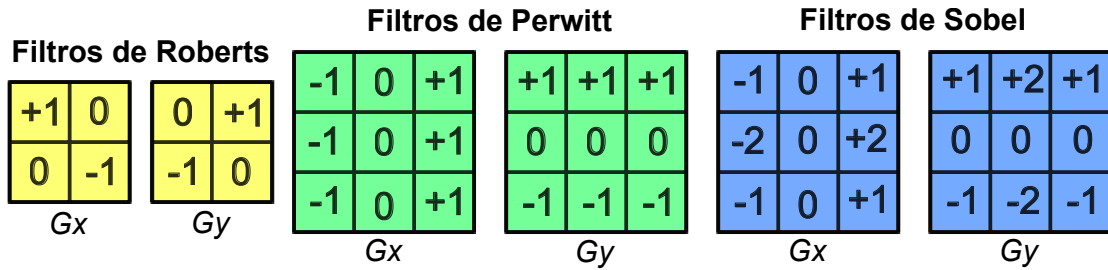 Filtros de Roberts
+1 0
0 -1
Gx
0 +1
-1 0
Gy
Filtros de Perwitt
-1 0 +1
-1 0 +1
-1 0 +1
Gx
+1 +1 +1
0 0 0
-1 -1 -1
Gy
Filtros de Sobel
-1 0 +1
-2 0 +2
-1 0 +1
Gx
+1 +2 +1
0 0 0
-1 -2 -1
Gy